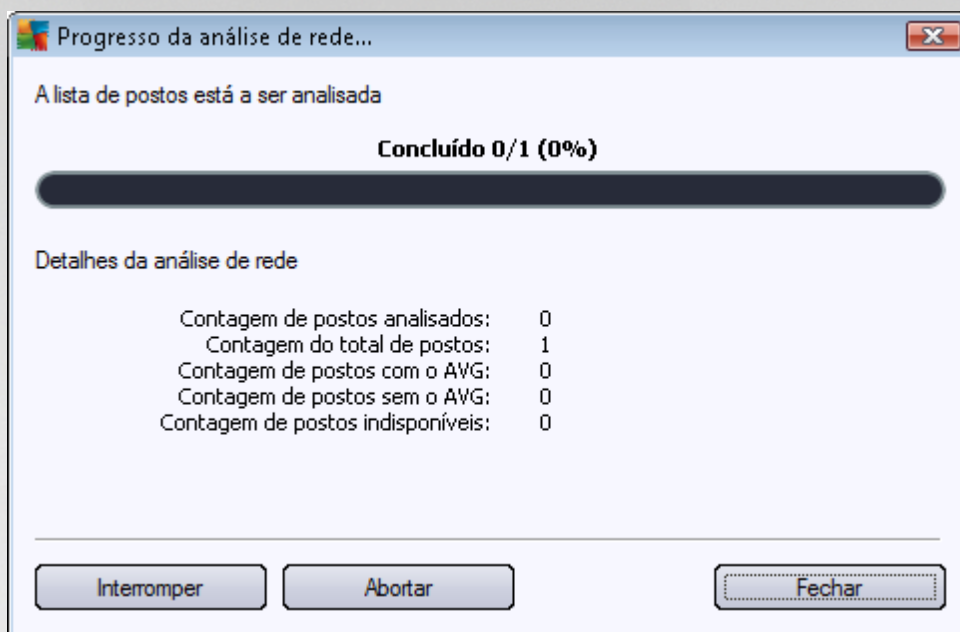 Progresso da análise de rede...
A lista de postos está a ser analisada
Concluído 0/1 (0%)
Detalhes da análise de rede
Contagem de postos analisados: 0
Contagem do total de postos: 1
Contagem de postos com o AVG: 0
Contagem de postos sem o AVG: 0
Contagem de postos indisponíveis: 0
Interromper Abortar Fechar